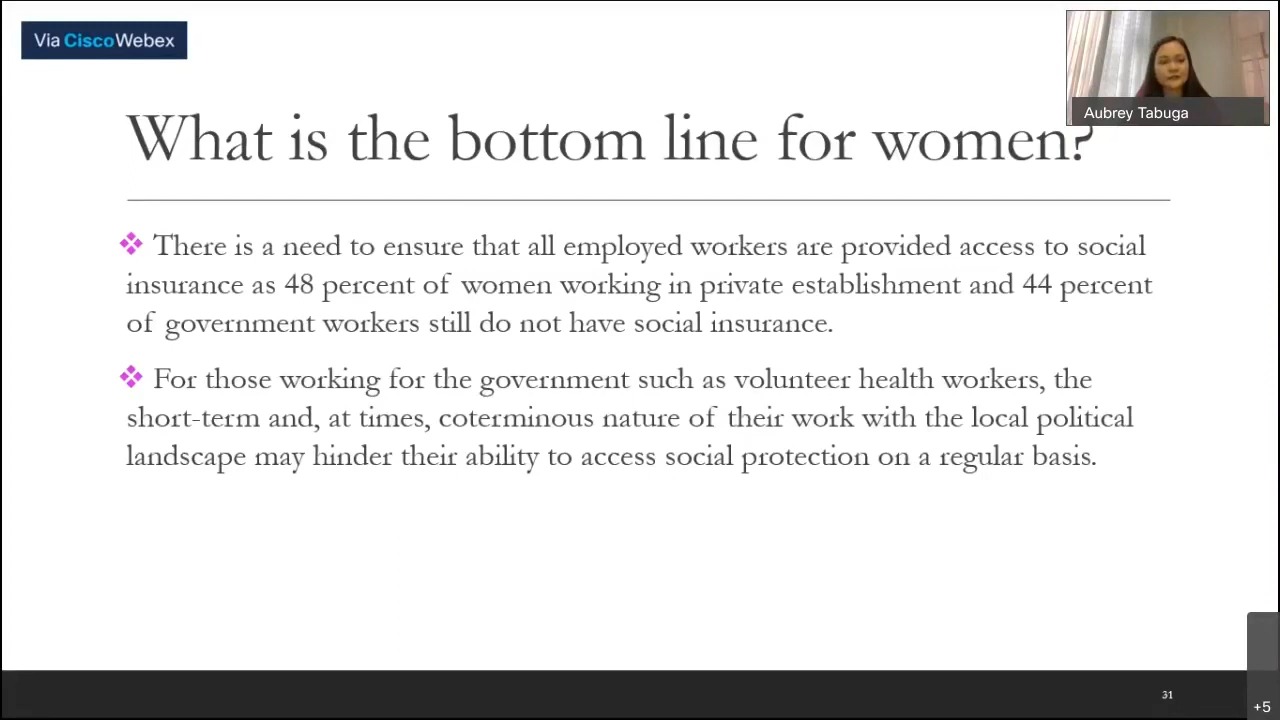 Via CiscoWebex
Aubrey Tabuga
What is the bottom line for women?
There is a need to ensure that all employed workers are provided access to social
insurance as 48 percent of women working in private establishment and 44 percent
of government workers still do not have social insurance.
For those working for the government such as volunteer health workers, the
short-term and, at times, coterminous nature of their work with the local political
landscape may hinder their ability to access social protection on a regular basis.
31
+5